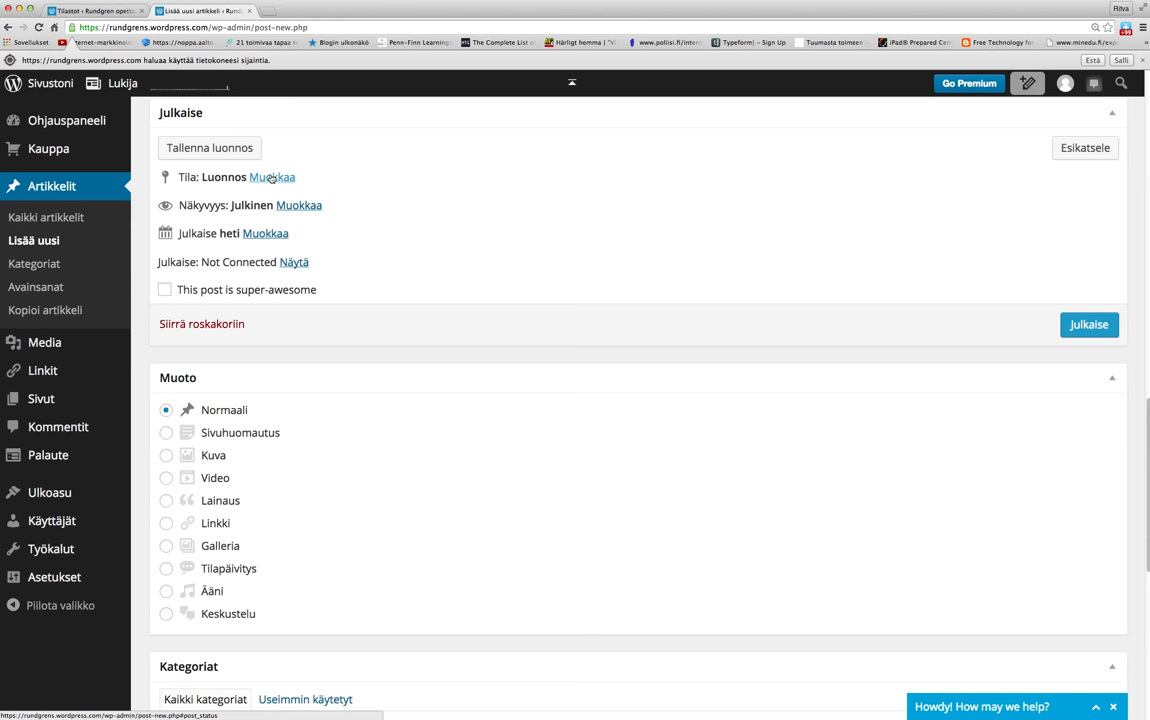 Tilastot ‹ Rundgren opetta
Lisää uusi artikkeli ‹ Rund
Ritva
https://rundgrens.wordpress.com/wp-admin/post-new.php
+99
Sovellukset
nternet-markkinoin
https://noppa.aalto
21 toimivaa tapaa t
Blogin ulkonäkö
Penn-Finn Learning
The Complete List o
Härligt hemma (I) V
www.poliisi.fi/intern
Typeform| – Sign Up
Tuumasta toimeen
iPad® Prepared Cert
Free Technology for
www.minedu.fi/exp
https://rundgrens.wordpress.com haluaa käyttää tietokoneesi sijaintia.
Estä
Salli
Sivustoni
Lukija
Go Premium
Ohjauspaneeli
Kauppa
Artikkelit
Kaikki artikkelit
Lisää uusi
Kategoriat
Avainsanat
Kopioi artikkeli
Media
Linkit
Sivut
Kommentit
Palaute
Ulkoasu
Käyttäjät
Työkalut
Asetukset
Piilota valikko
Julkaise
Tallenna luonnos
Esikatsele
Tila: Luonnos Muokkaa
Näkyvyys: Julkinen Muokkaa
Julkaise heti Muokkaa
Julkaise: Not Connected Näytä
This post is super-awesome
Siirrä roskakoriin
Julkaise
Muoto
Normaali
Sivuhuomautus
Kuva
Video
Lainaus
Linkki
Galleria
Tilapäivitys
Ääni
Keskustelu
Kategoriat
Kaikki kategoriat
Useimmin käytetyt
Howdy! How may we help?
https://rundgrens.wordpress.com/wp-admin/post-new.php#post_status